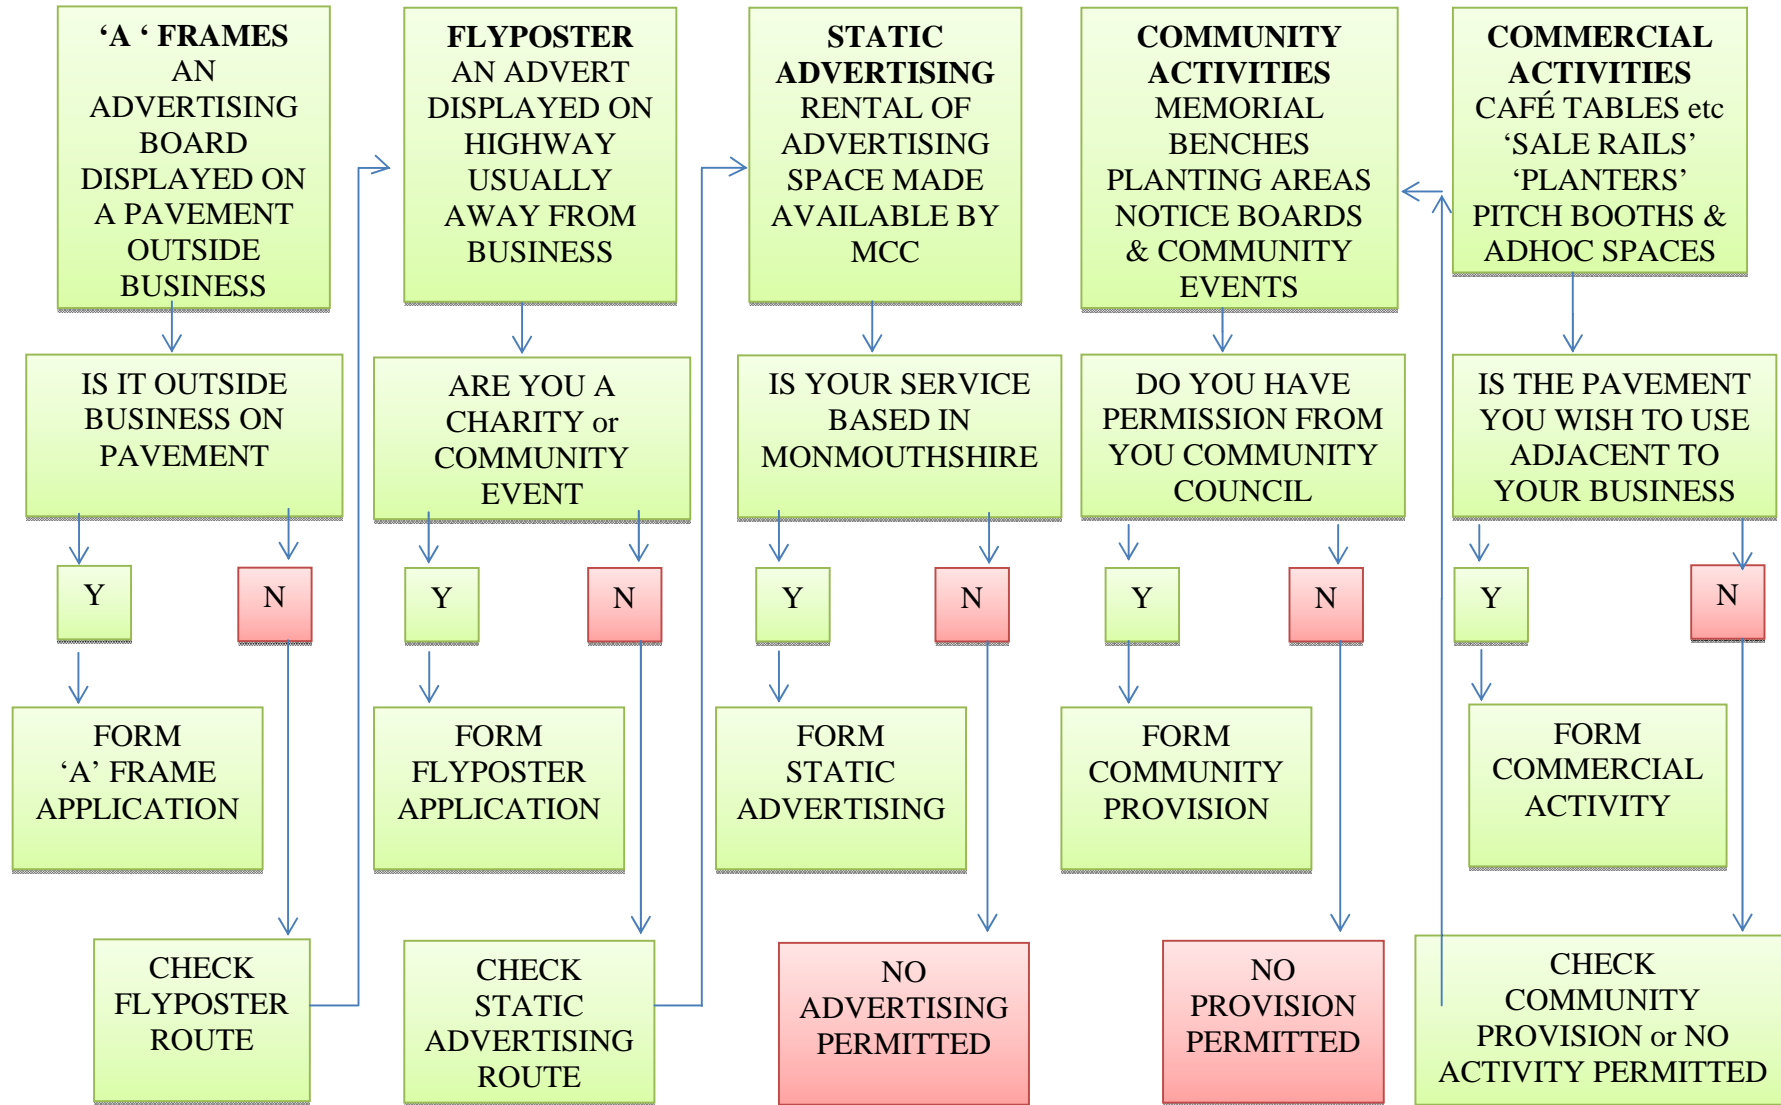 ‘A ‘ FRAMES
AN
ADVERTISING
BOARD
DISPLAYED ON
A PAVEMENT
OUTSIDE
BUSINESS
FLYPOSTER
AN ADVERT
DISPLAYED ON
HIGHWAY
USUALLY
AWAY FROM
BUSINESS
STATIC
ADVERTISING
RENTAL OF
ADVERTISING
SPACE MADE
AVAILABLE BY
MCC
COMMUNITY
ACTIVITIES
MEMORIAL
BENCHES
PLANTING AREAS
NOTICE BOARDS
& COMMUNITY
EVENTS
COMMERCIAL
ACTIVITIES
CAFÉ TABLES etc
‘SALE RAILS’
‘PLANTERS’
PITCH BOOTHS &
ADHOC SPACES
IS IT OUTSIDE
BUSINESS ON
PAVEMENT
ARE YOU A
CHARITY or
COMMUNITY
EVENT
IS YOUR SERVICE
BASED IN
MONMOUTHSHIRE
DO YOU HAVE
PERMISSION FROM
YOU COMMUNITY
COUNCIL
IS THE PAVEMENT
YOU WISH TO USE
ADJACENT TO
YOUR BUSINESS
Y
N
Y
N
Y
N
Y
N
Y
N
FORM
‘A’ FRAME
APPLICATION
FORM
FLYPOSTER
APPLICATION
FORM
STATIC
ADVERTISING
FORM
COMMUNITY
PROVISION
FORM
COMMERCIAL
ACTIVITY
CHECK
FLYPOSTER
ROUTE
CHECK
STATIC
ADVERTISING
ROUTE
NO
ADVERTISING
PERMITTED
NO
PROVISION
PERMITTED
CHECK
COMMUNITY
PROVISION or NO
ACTIVITY PERMITTED